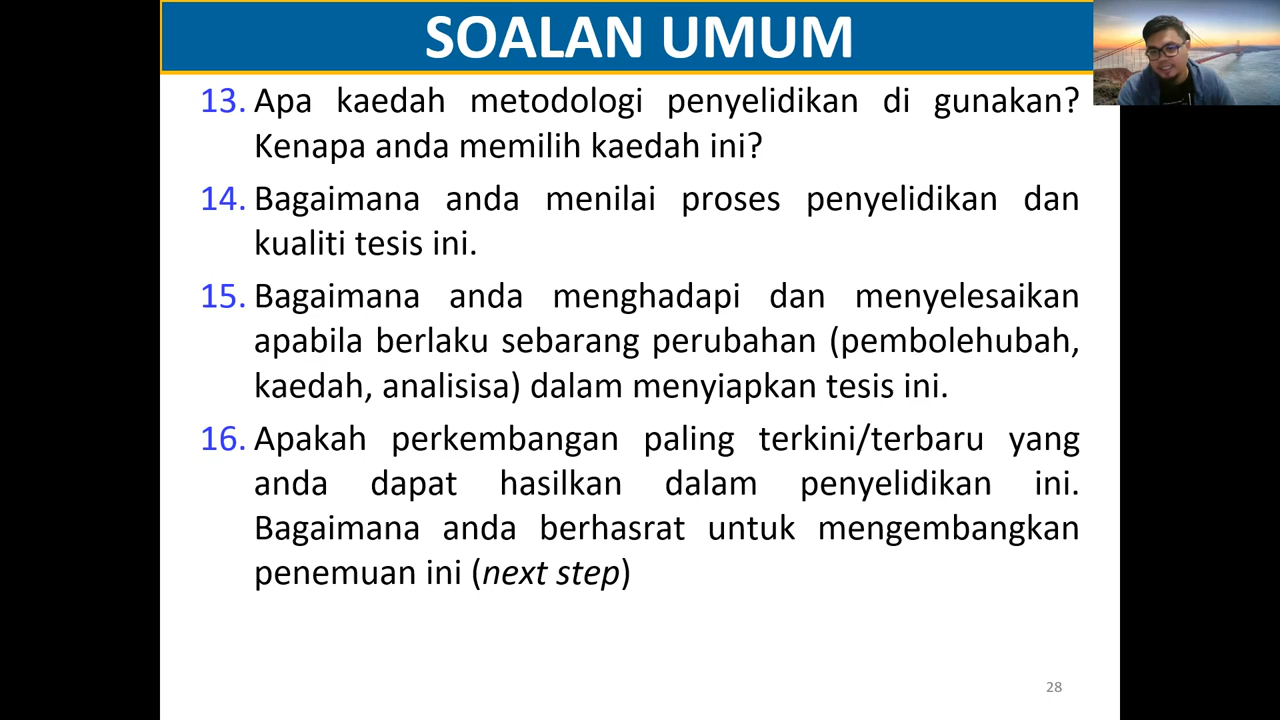 SOALAN UMUM
13. Apa kaedah metodologi penyelidikan di gunakan?
Kenapa anda memilih kaedah ini?
14. Bagaimana anda menilai proses penyelidikan dan
kualiti tesis ini.
15. Bagaimana anda menghadapi dan menyelesaikan
apabila berlaku sebarang perubahan (pembolehubah,
kaedah, analisisa) dalam menyiapkan tesis ini.
16. Apakah perkembangan paling terkini/terbaru yang
anda dapat hasilkan dalam penyelidikan ini.
Bagaimana anda berhasrat untuk mengembangkan
penemuan ini (next step)
28